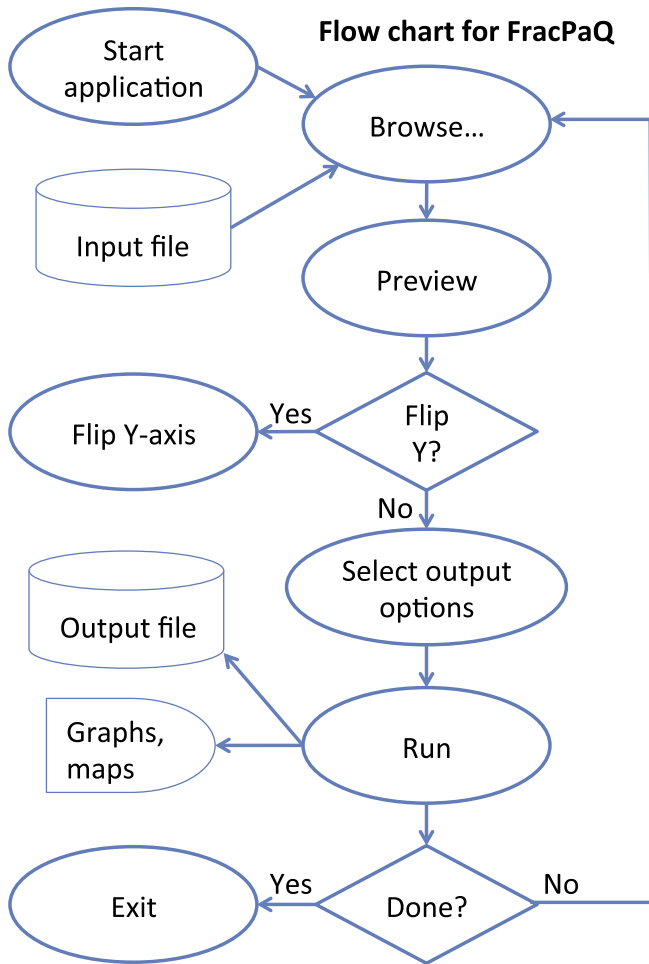 Flow chart for FracPaQ
Start
application
Browse...
Input file
Preview
Flip Y-axis
Yes
Flip
Y?
No
Select output
options
Output file
Graphs,
maps
Run
Exit
Yes
Done?
No